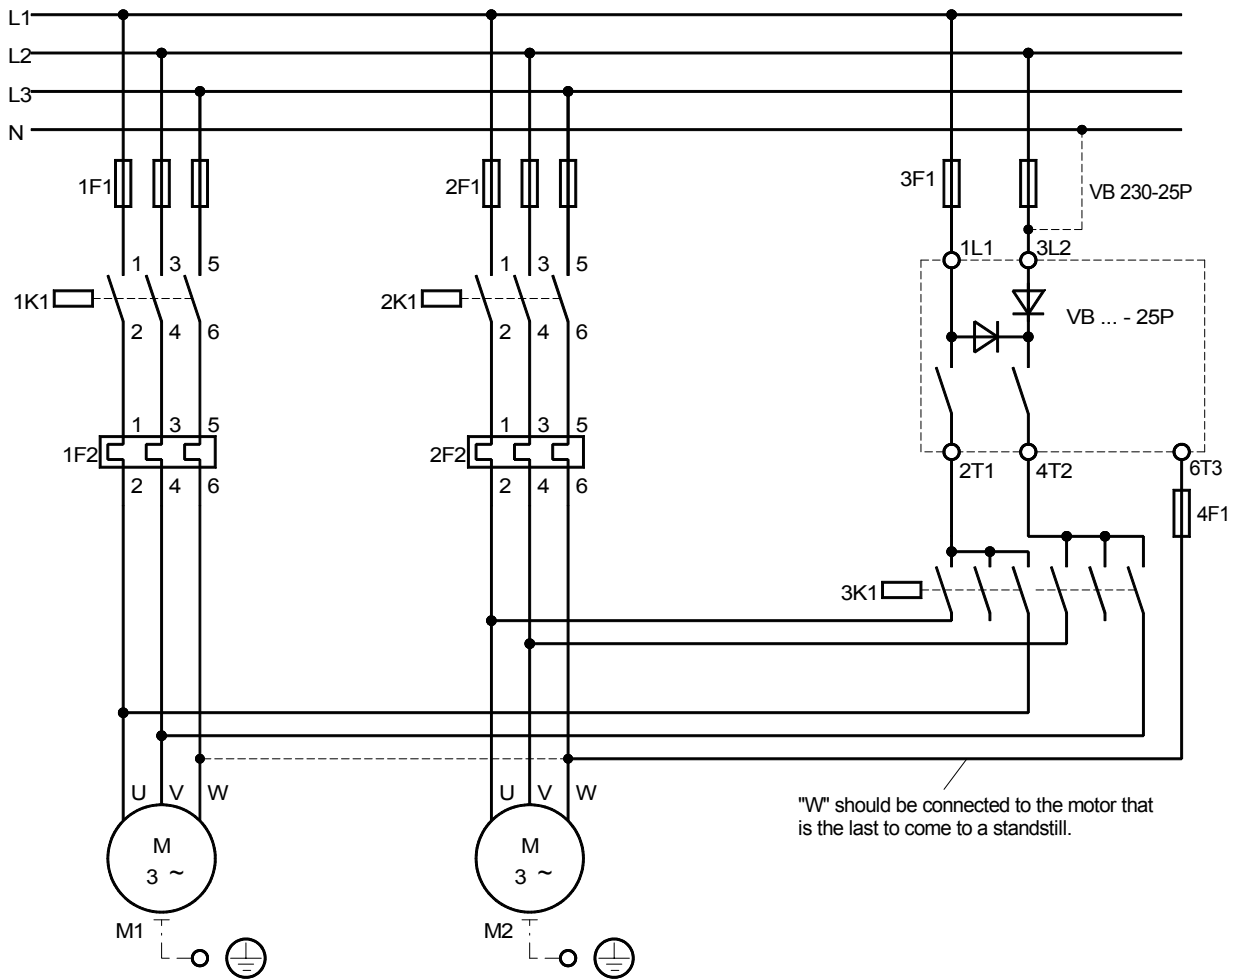 L1
L2
L3
N
1F1
2F1
3F1
VB 230-25P
1L1 3L2
1 3 5
1 3 5
1K1
2K1
VB ... - 25P
2 4 6
2 4 6
1 3 5
1 3 5
1F2
2F2
2T1 4T2 6T3
2 4 6
2 4 6
4F1
3K1
U V W
U V W
"W" should be connected to the motor that
is the last to come to a standstill.
M
3 ~
M
3 ~
M1
M2